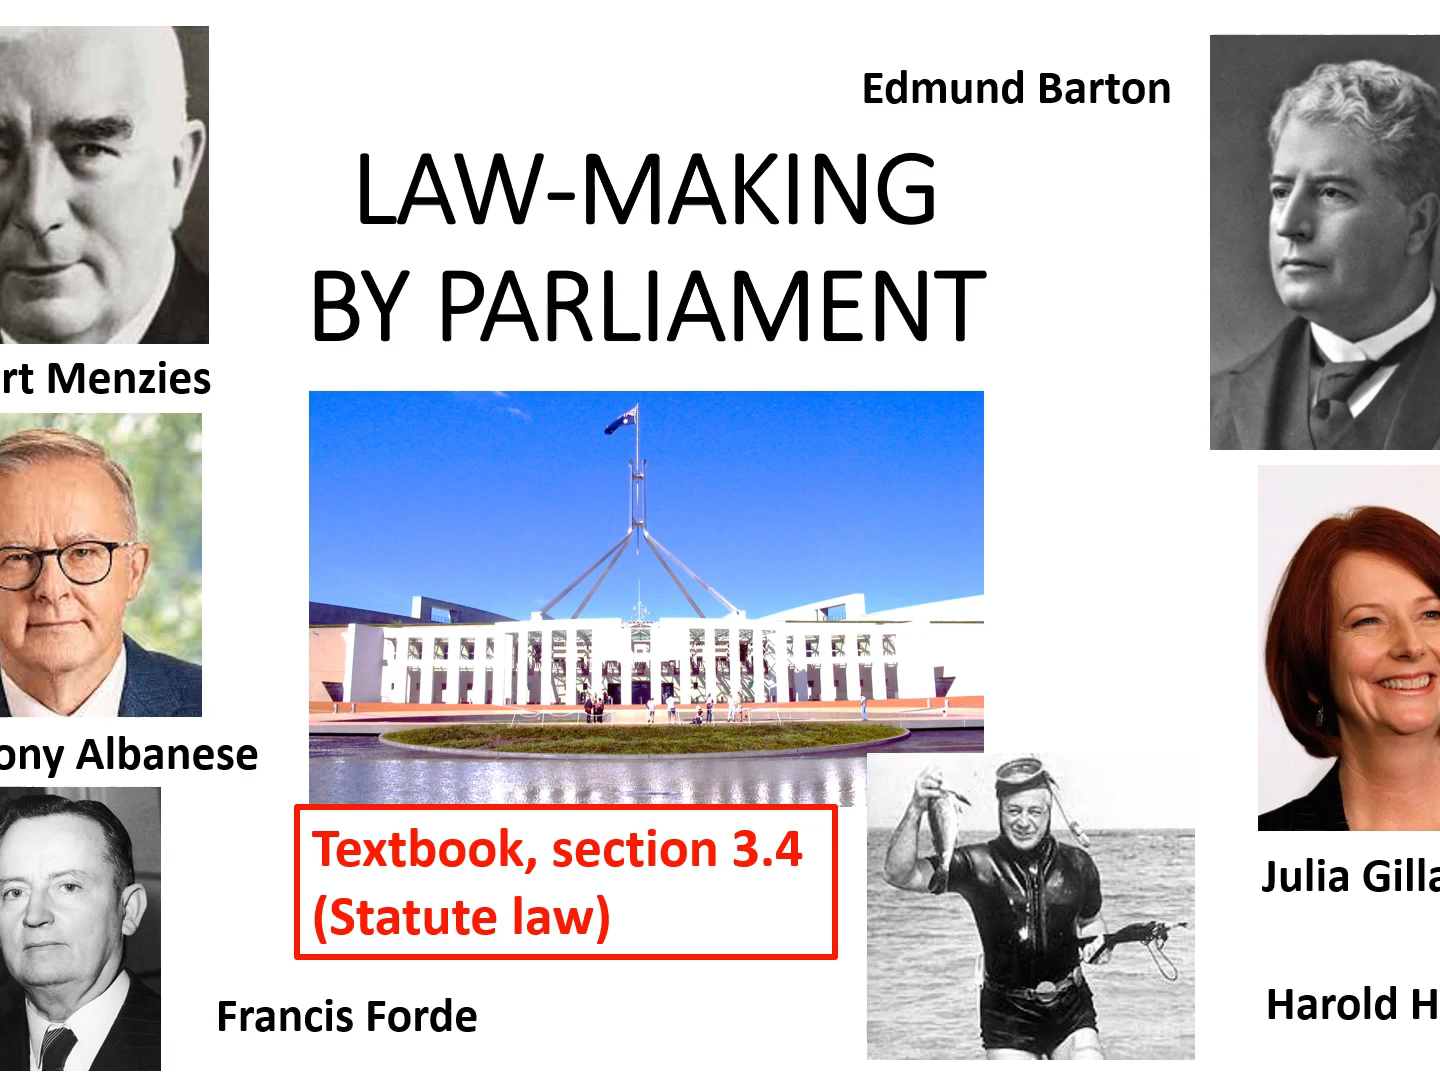 Edmund Barton
LAW-MAKING
BY PARLIAMENT
rt Menzies
ony Albanese
Textbook, section 3.4
(Statute law)
Julia Gilla
Francis Forde
Harold H